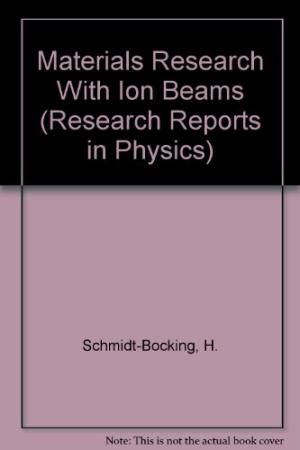 Materials Research
With Ion Beams
(Research Reports
in Physics)
Schmidt-Bocking, H.
Note: This is not the actual book cover